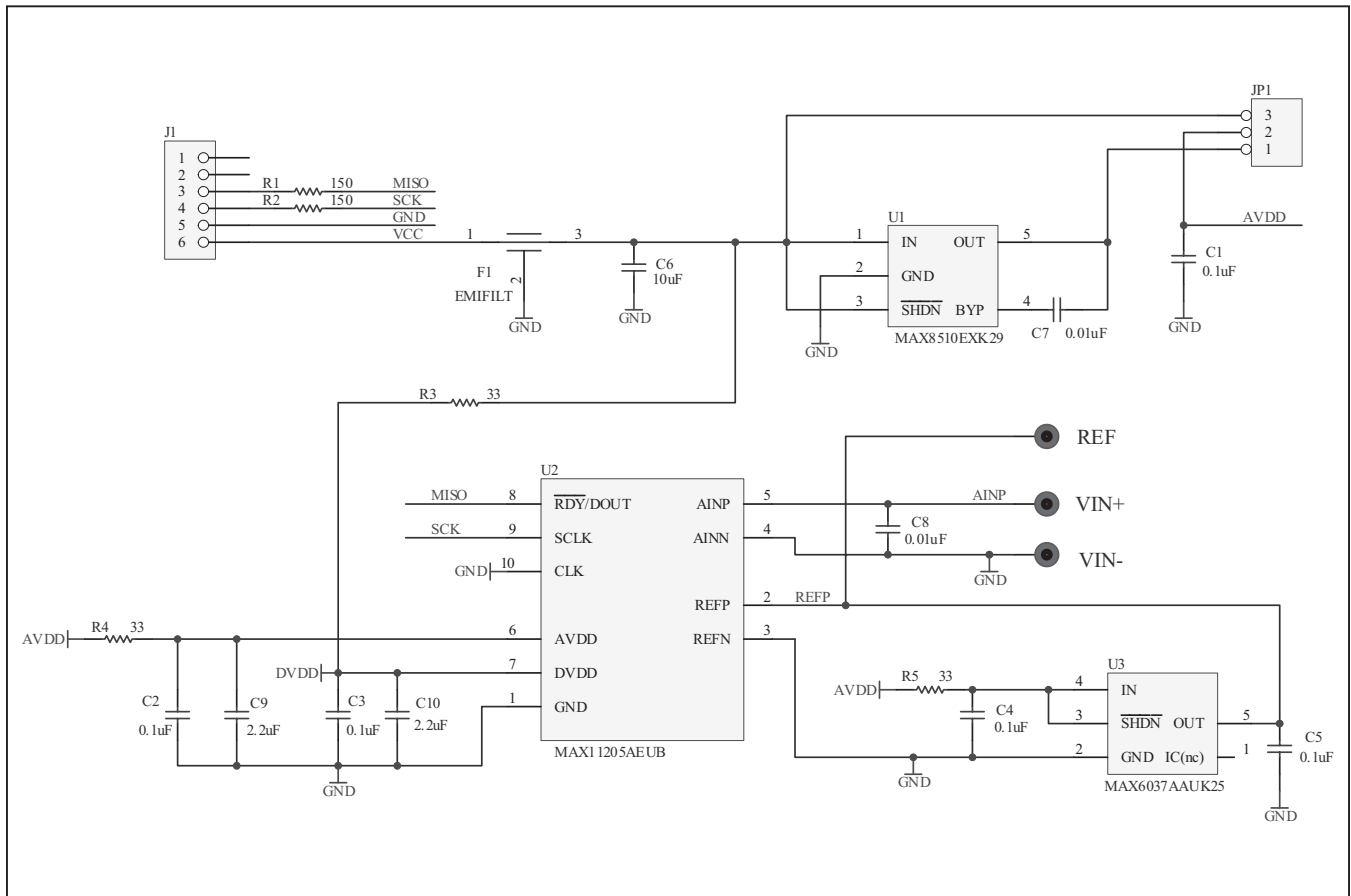 JP1
3
2
1
J1
1
2
3
4
5
6
R1 150 MISO
R2 150 SCK
GND
VCC
1 3
2
F1
EMIFILT
GND
C6
10uF
GND
U1
1 IN OUT 5
2 GND
3 SHDN BYP 4
MAX8510EXK29
GND
C7 0.01uF
AVDD
C1
0.1uF
GND
R3 33
REF
U2
MISO 8 RDY/DOUT AINP 5 AINP VIN+
SCK 9 SCLK AINN 4
C8
0.01uF
GND
VIN-
GND 10 CLK
REFP 2 REFP
AVDD R4 33 6 AVDD REFN 3
DVDD 7 DVDD
1 GND
MAX11205AEUB
C2
0.1uF
C9
2.2uF
C3
0.1uF
C10
2.2uF
GND
U3
AVDD R5 33 4 IN
3 SHDN OUT 5
2 GND IC(nc) 1
MAX6037AAUK25
C4
0.1uF
GND
C5
0.1uF
GND